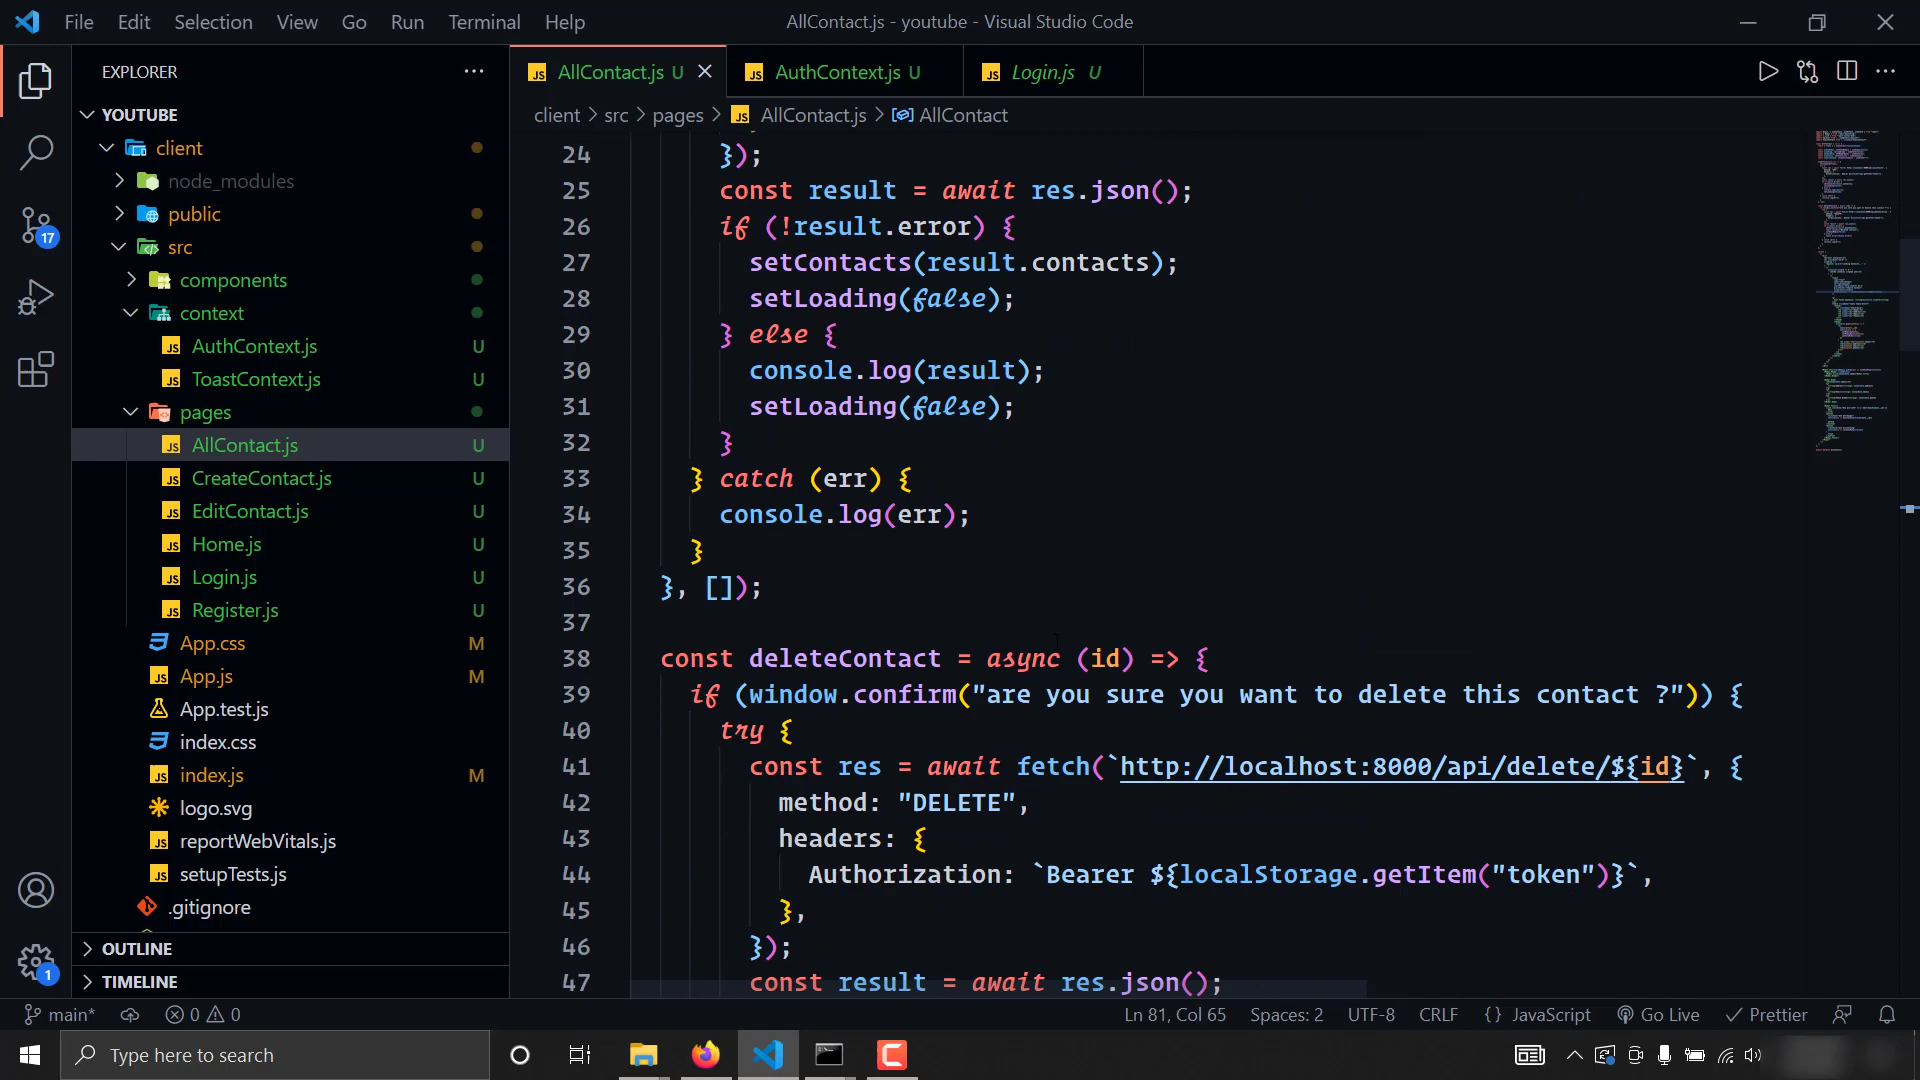 File Edit Selection View Go Run Terminal Help
AllContact.js - youtube - Visual Studio Code
EXPLORER
YOUTUBE
client
node_modules
public
src
components
context
AuthContext.js U
ToastContext.js U
pages
AllContact.js U
CreateContact.js U
EditContact.js U
Home.js U
Login.js U
Register.js U
App.css M
App.js M
App.test.js
index.css
index.js M
logo.svg
reportWebVitals.js
setupTests.js
.gitignore
OUTLINE
TIMELINE
17
1
AllContact.js U
AuthContext.js U
Login.js U
client > src > pages > AllContact.js > AllContact
24 });
25 const result = await res.json();
26 if (!result.error) {
27 setContacts(result.contacts);
28 setLoading(false);
29 } else {
30 console.log(result);
31 setLoading(false);
32 }
33 } catch (err) {
34 console.log(err);
35 }
36 }, []);
37
38 const deleteContact = async (id) => {
39 if (window.confirm("are you sure you want to delete this contact ?")) {
40 try {
41 const res = await fetch(`http://localhost:8000/api/delete/${id}`, {
42 method: "DELETE",
43 headers: {
44 Authorization: `Bearer ${localStorage.getItem("token")}`,
45 },
46 });
47 const result = await res.json();
main* 0 0
Ln 81, Col 65 Spaces: 2 UTF-8 CRLF {} JavaScript Go Live Prettier
Type here to search